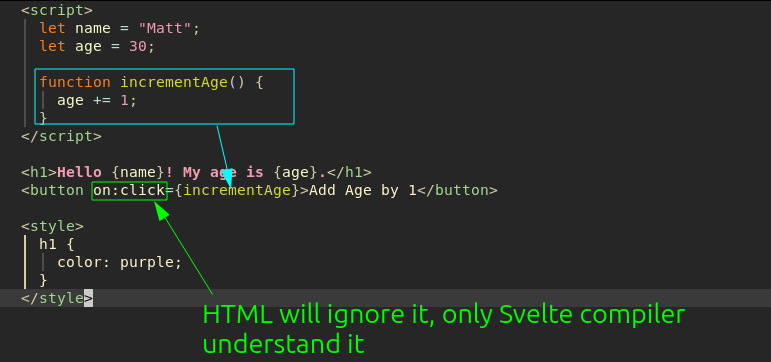 <script>
let name = "Matt";
let age = 30;
function incrementAge() {
age += 1;
}
</script>
<h1>Hello {name}! My age is {age}.</h1>
<button on:click={incrementAge}>Add Age by 1</button>
<style>
h1 {
color: purple;
}
</style>
HTML will ignore it, only Svelte compiler
understand it